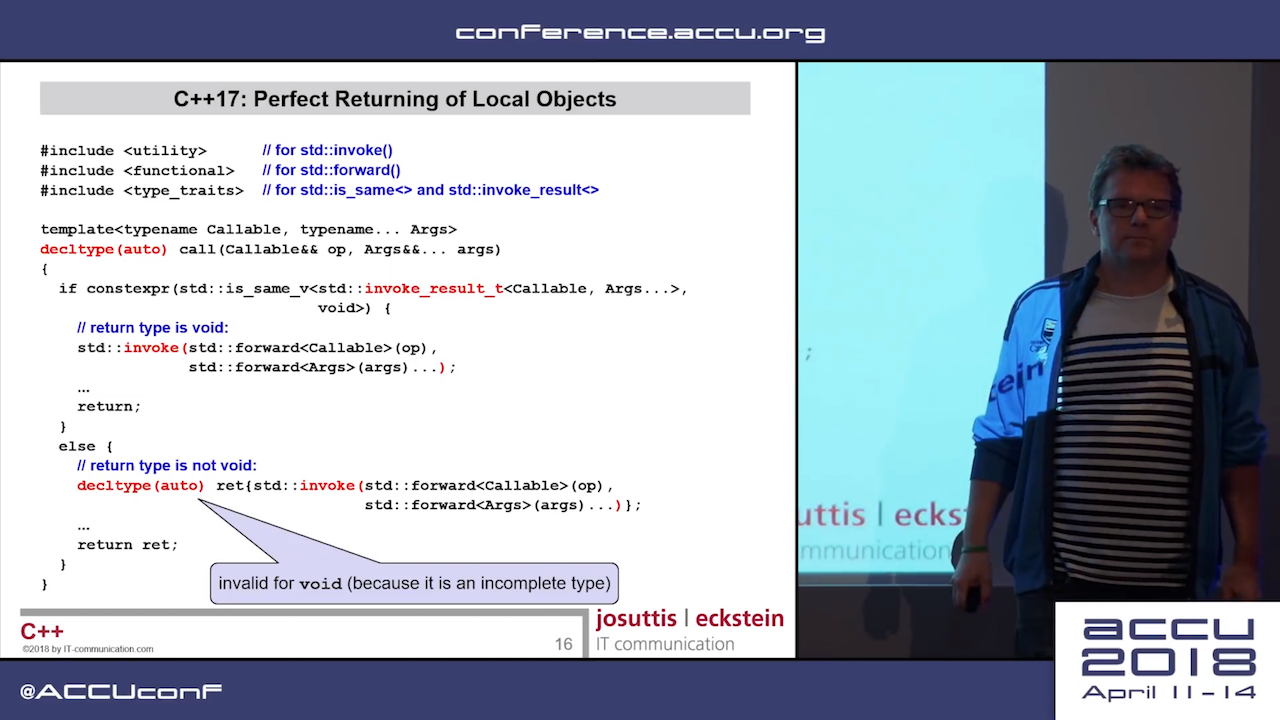 conference.accu.org
C++17: Perfect Returning of Local Objects
#include <utility> // for std::invoke()
#include <functional> // for std::forward()
#include <type_traits> // for std::is_same<> and std::invoke_result<>
template<typename Callable, typename... Args>
decltype(auto) call(Callable&& op, Args&&... args)
{
if constexpr(std::is_same_v<std::invoke_result_t<Callable, Args...>,
void>) {
// return type is void:
std::invoke(std::forward<Callable>(op),
std::forward<Args>(args)...);
...
return;
}
else {
// return type is not void:
decltype(auto) ret{std::invoke(std::forward<Callable>(op),
std::forward<Args>(args)...)};
...
return ret;
}
}
invalid for void (because it is an incomplete type)
C++
©2018 by IT-communication.com
16
josuttis | eckstein
IT communication
;
uttis | eckst
mmunication
ein
accu
2018
April 11-14
@ACCUconf